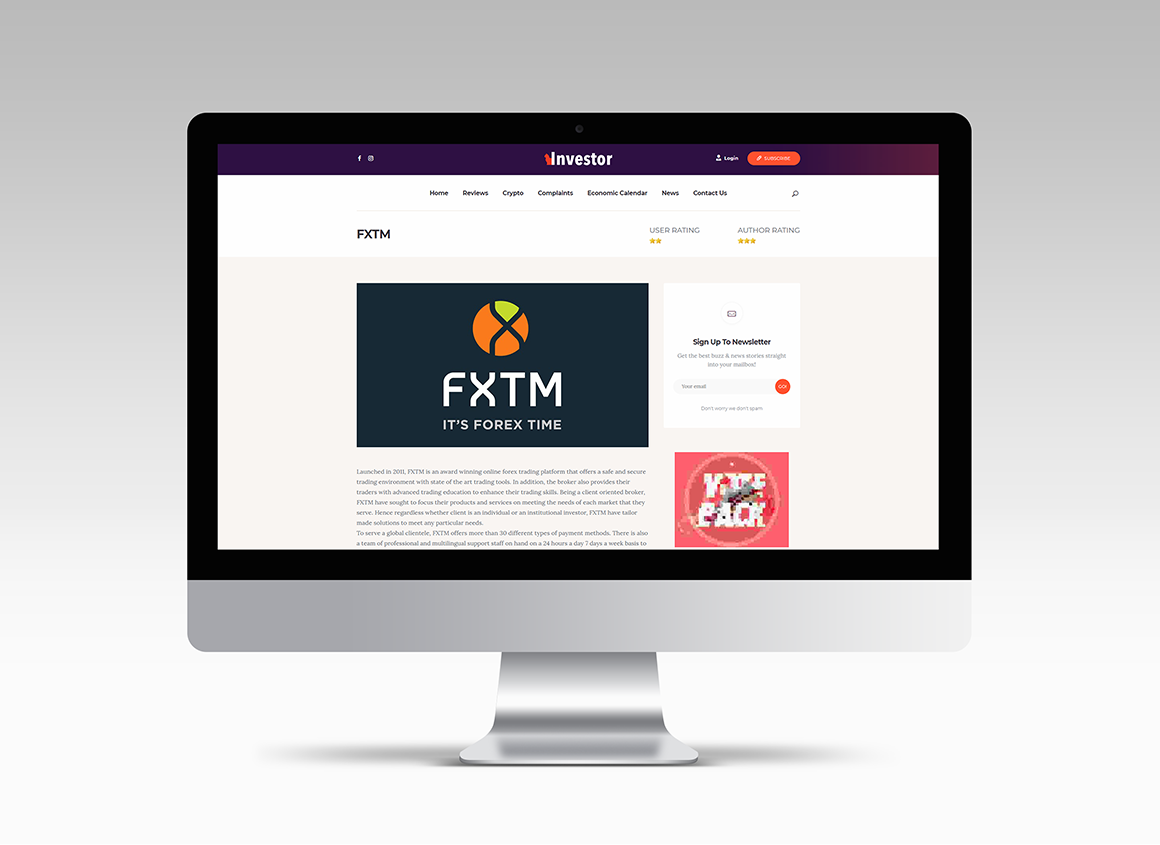 Investor
Login
SUBSCRIBE
Home Reviews Crypto Complaints Economic Calendar News Contact Us
FXTM
USER RATING
AUTHOR RATING
FXTM
IT'S FOREX TIME
Launched in 2011, FXTM is an award winning online forex trading platform that offers a safe and secure
trading environment with state of the art trading tools. In addition, the broker also provides their
traders with advanced trading education to enhance their trading skills. Being a client oriented broker,
FXTM have sought to focus their products and services on meeting the needs of each market that they
serve. Hence regardless whether client is an individual or an institutional investor, FXTM have tailor
made solutions to meet any particular needs.
To serve a global clientele, FXTM offers more than 30 different types of payment methods. There is also
a team of professional and multilingual support staff on hand on a 24 hours a day 7 days a week basis to
Sign Up To Newsletter
Get the best buzz & news stories straight
into your mailbox!
Your email
GO!
Don't worry we don't spam